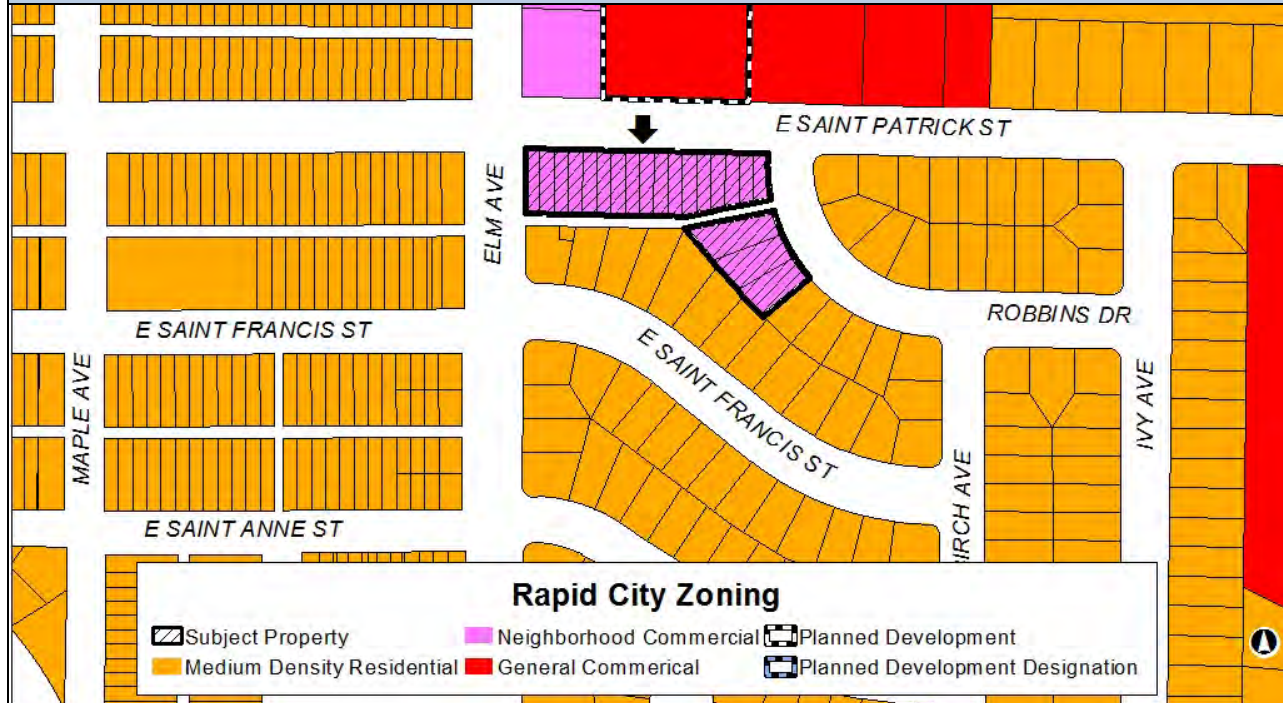 E SAINT PATRICK ST
ELM AVE
E SAINT FRANCIS ST
ROBBINS DR
E SAINT FRANCIS ST
MAPLE AVE
IVY AVE
BIRCH AVE
E SAINT ANNE ST
Rapid City Zoning
Subject Property
Neighborhood Commercial
Planned Development
Medium Density Residential
General Commerical
Planned Development Designation